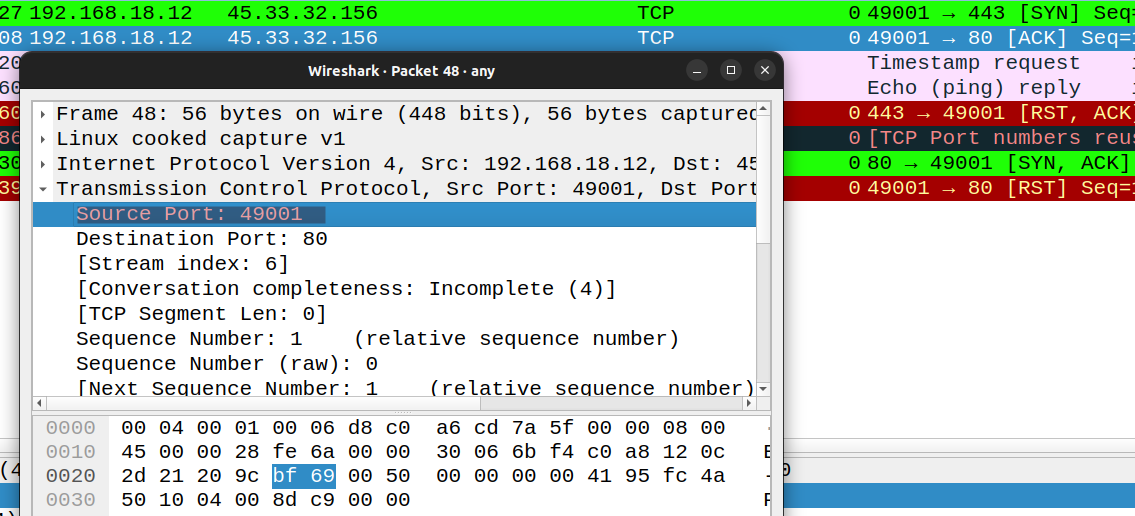 27 192.168.18.12 45.33.32.156 TCP 0 49001 → 443 [SYN] Seq=
08 192.168.18.12 45.33.32.156 TCP 0 49001 → 80 [ACK] Seq=1
20 Timestamp request
60 Echo (ping) reply
60 443 → 49001 [RST, ACK]
86 0 [TCP Port numbers reus
30 0 80 → 49001 [SYN, ACK]
39 0 49001 → 80 [RST] Seq=1
Wireshark · Packet 48 · any
Frame 48: 56 bytes on wire (448 bits), 56 bytes captured
Linux cooked capture v1
Internet Protocol Version 4, Src: 192.168.18.12, Dst: 45
Transmission Control Protocol, Src Port: 49001, Dst Port
Source Port: 49001
Destination Port: 80
[Stream index: 6]
[Conversation completeness: Incomplete (4)]
[TCP Segment Len: 0]
Sequence Number: 1 (relative sequence number)
Sequence Number (raw): 0
[Next Sequence Number: 1 (relative sequence number)
0000 00 04 00 01 00 06 d8 c0 a6 cd 7a 5f 00 00 08 00
0010 45 00 00 28 fe 6a 00 00 30 06 6b f4 c0 a8 12 0c E
0020 2d 21 20 9c bf 69 00 50 00 00 00 00 41 95 fc 4a -
0030 50 10 04 00 8d c9 00 00 P